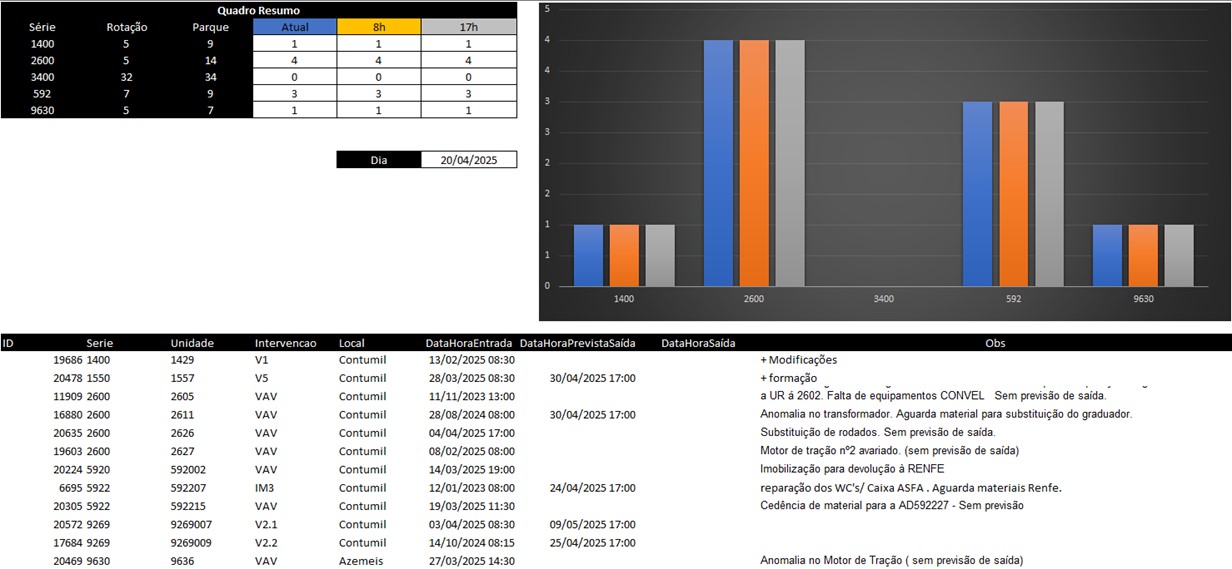 Quadro Resumo
Série Rotação Parque Atual 8h 17h
1400 5 9 1 1 1
2600 5 14 4 4 4
3400 32 34 0 0 0
592 7 9 3 3 3
9630 5 7 1 1 1
Dia 20/04/2025
5
4
4
3
3
2
2
1
1
0
1400 2600 3400 592 9630
ID Serie Unidade Intervencao Local DataHoraEntrada DataHoraPrevistaSaída DataHoraSaída Obs
19686 1400 1429 V1 Contumil 13/02/2025 08:30 + Modificações
20478 1550 1557 V5 Contumil 28/03/2025 08:30 30/04/2025 17:00 + formação
11909 2600 2605 VAV Contumil 11/11/2023 13:00 a UR á 2602. Falta de equipamentos CONVEL Sem previsão de saída.
16880 2600 2611 VAV Contumil 28/08/2024 08:00 30/04/2025 17:00 Anomalia no transformador. Aguarda material para substituição do graduador.
20635 2600 2626 VAV Contumil 04/04/2025 17:00 Substituição de rodados. Sem previsão de saída.
19603 2600 2627 VAV Contumil 08/02/2025 08:00 Motor de tração nº2 avariado. (sem previsão de saída)
20224 5920 592002 VAV Contumil 14/03/2025 19:00 Imobilização para devolução à RENFE
6695 5922 592207 IM3 Contumil 12/01/2023 08:00 24/04/2025 17:00 reparação dos WC's/ Caixa ASFA . Aguarda materiais Renfe.
20305 5922 592215 VAV Contumil 19/03/2025 11:30 Cedência de material para a AD592227 - Sem previsão
20572 9269 9269007 V2.1 Contumil 03/04/2025 08:30 09/05/2025 17:00
17684 9269 9269009 V2.2 Contumil 14/10/2024 08:15 25/04/2025 17:00
20469 9630 9636 VAV Azemeis 27/03/2025 14:30 Anomalia no Motor de Tração ( sem previsão de saída)